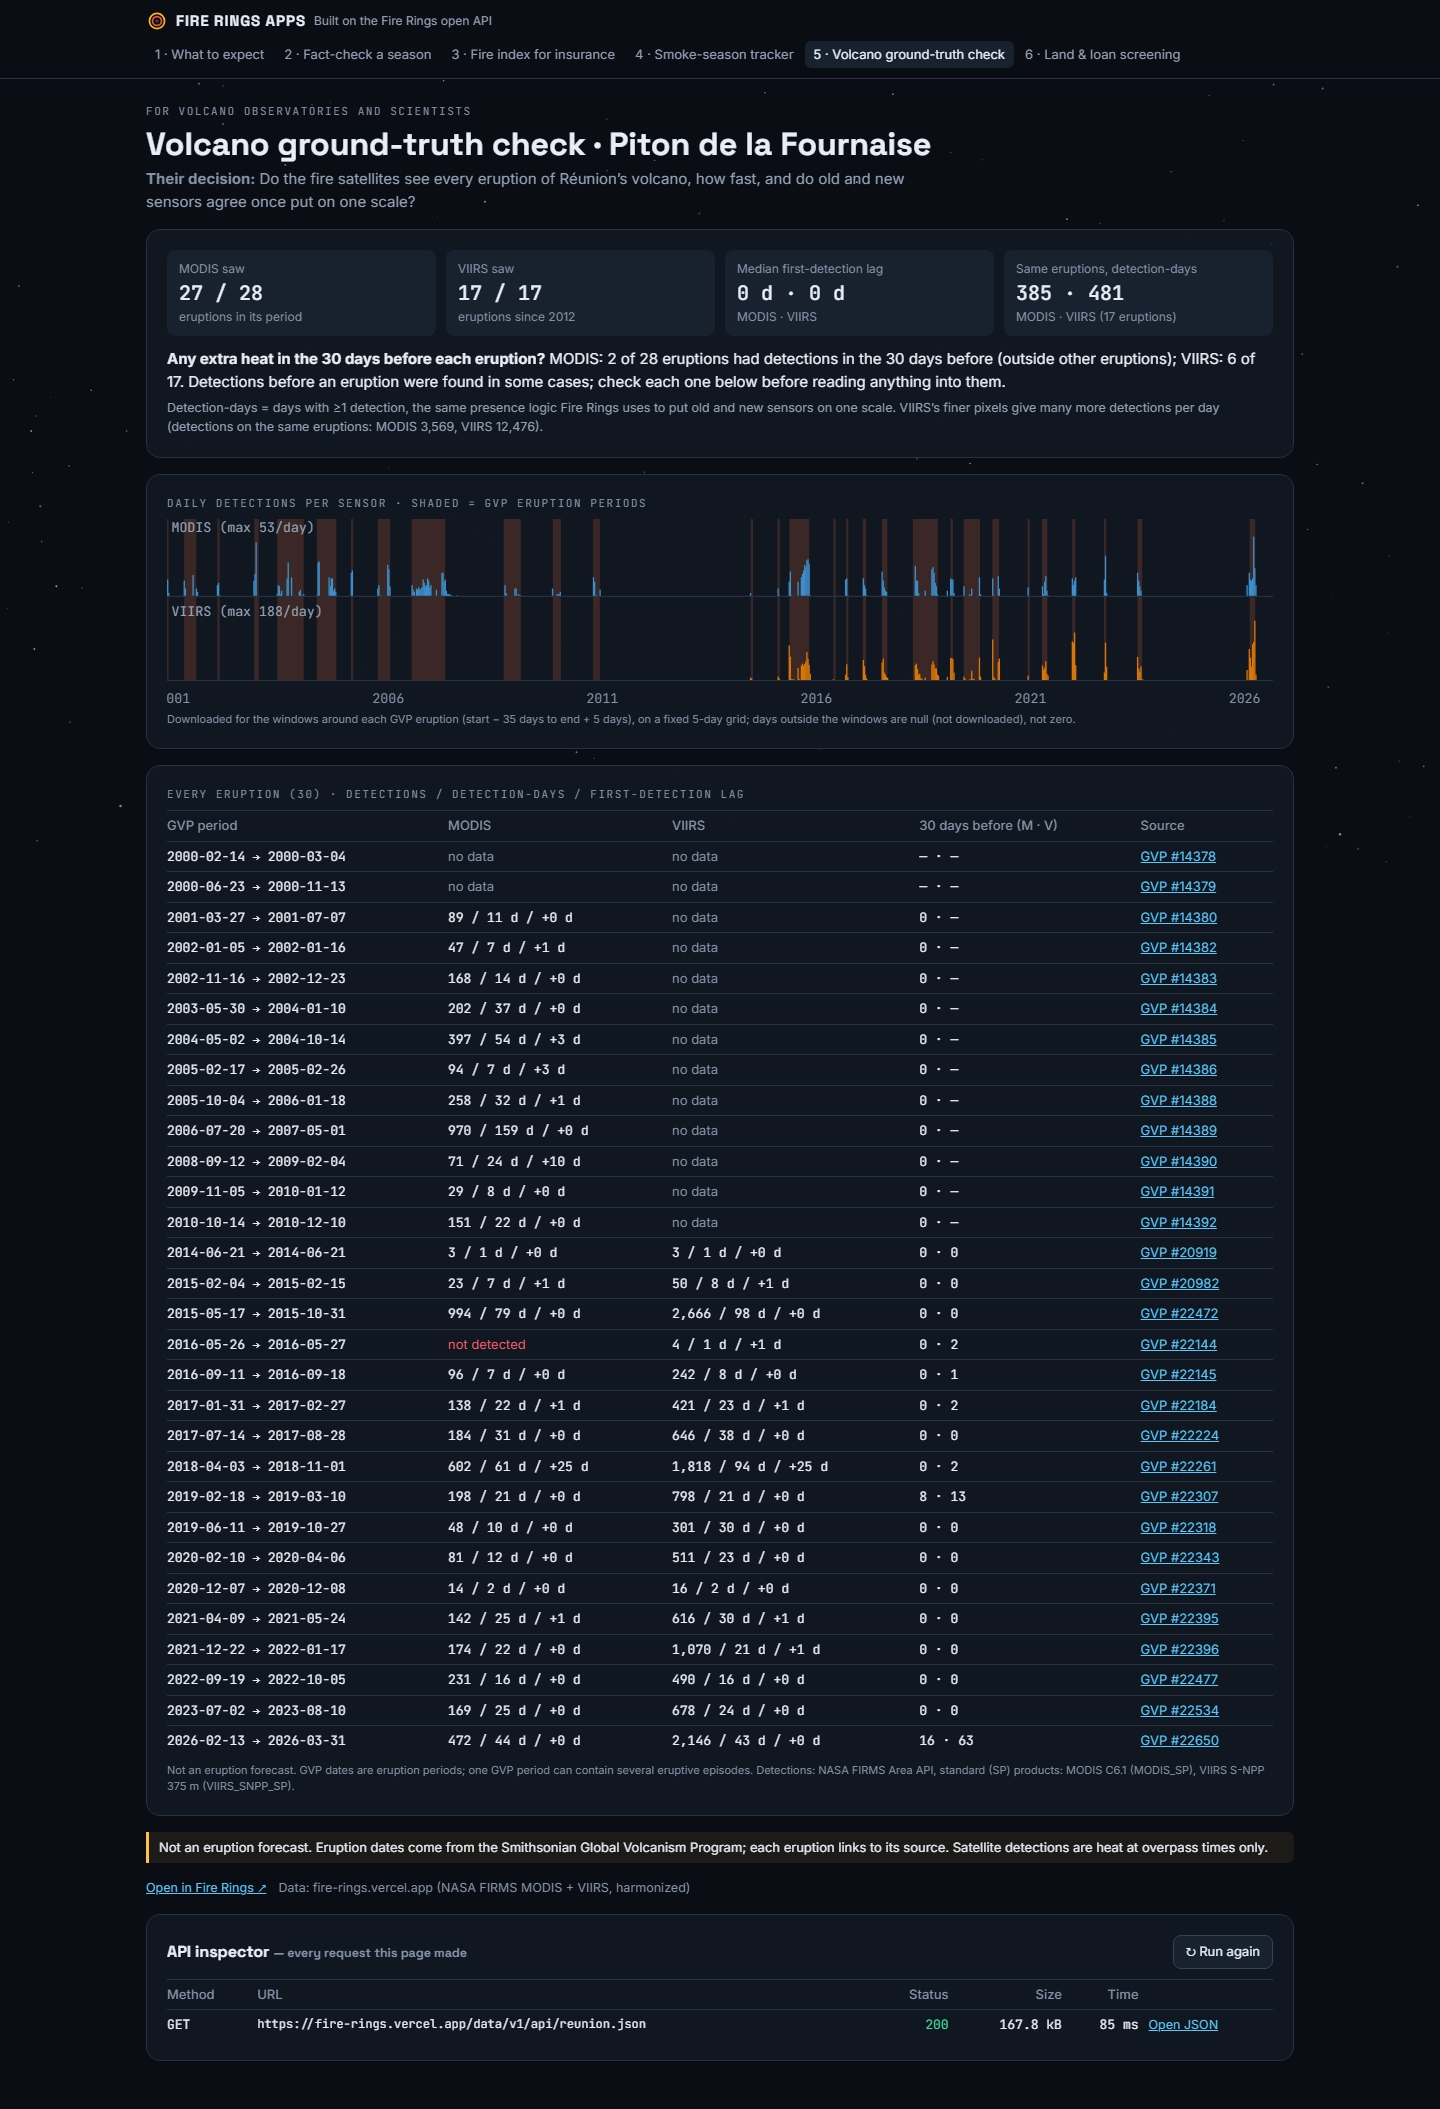 FIRE RINGS APPS Built on the Fire Rings open API
1 · What to expect 2 · Fact-check a season 3 · Fire index for insurance 4 · Smoke-season tracker 5 · Volcano ground-truth check 6 · Land & loan screening
FOR VOLCANO OBSERVATORIES AND SCIENTISTS
Volcano ground-truth check · Piton de la Fournaise
Their decision: Do the fire satellites see every eruption of Réunion's volcano, how fast, and do old and new
sensors agree once put on one scale?
MODIS saw
27 / 28
eruptions in its period
VIIRS saw
17 / 17
eruptions since 2012
Median first-detection lag
0 d · 0 d
MODIS · VIIRS
Same eruptions, detection-days
385 · 481
MODIS · VIIRS (17 eruptions)
Any extra heat in the 30 days before each eruption? MODIS: 2 of 28 eruptions had detections in the 30 days before (outside other eruptions); VIIRS: 6 of
17. Detections before an eruption were found in some cases; check each one below before reading anything into them.
Detection-days = days with ≥1 detection, the same presence logic Fire Rings uses to put old and new sensors on one scale. VIIRS's finer pixels give many more detections per day
(detections on the same eruptions: MODIS 3,569, VIIRS 12,476).
DAILY DETECTIONS PER SENSOR · SHADED = GVP ERUPTION PERIODS
MODIS (max 53/day)
VIIRS (max 188/day)
001 2006 2011 2016 2021 2026
Downloaded for the windows around each GVP eruption (start − 35 days to end + 5 days), on a fixed 5-day grid; days outside the windows are null (not downloaded), not zero.
EVERY ERUPTION (30) · DETECTIONS / DETECTION-DAYS / FIRST-DETECTION LAG
GVP period MODIS VIIRS 30 days before (M · V) Source
2000-02-14 → 2000-03-04 no data no data — · — GVP #14378
2000-06-23 → 2000-11-13 no data no data — · — GVP #14379
2001-03-27 → 2001-07-07 89 / 11 d / +0 d no data 0 · — GVP #14380
2002-01-05 → 2002-01-16 47 / 7 d / +1 d no data 0 · — GVP #14382
2002-11-16 → 2002-12-23 168 / 14 d / +0 d no data 0 · — GVP #14383
2003-05-30 → 2004-01-10 202 / 37 d / +0 d no data 0 · — GVP #14384
2004-05-02 → 2004-10-14 397 / 54 d / +3 d no data 0 · — GVP #14385
2005-02-17 → 2005-02-26 94 / 7 d / +3 d no data 0 · — GVP #14386
2005-10-04 → 2006-01-18 258 / 32 d / +1 d no data 0 · — GVP #14388
2006-07-20 → 2007-05-01 970 / 159 d / +0 d no data 0 · — GVP #14389
2008-09-12 → 2009-02-04 71 / 24 d / +10 d no data 0 · — GVP #14390
2009-11-05 → 2010-01-12 29 / 8 d / +0 d no data 0 · — GVP #14391
2010-10-14 → 2010-12-10 151 / 22 d / +0 d no data 0 · — GVP #14392
2014-06-21 → 2014-06-21 3 / 1 d / +0 d 3 / 1 d / +0 d 0 · 0 GVP #20919
2015-02-04 → 2015-02-15 23 / 7 d / +1 d 50 / 8 d / +1 d 0 · 0 GVP #20982
2015-05-17 → 2015-10-31 994 / 79 d / +0 d 2,666 / 98 d / +0 d 0 · 0 GVP #22472
2016-05-26 → 2016-05-27 not detected 4 / 1 d / +1 d 0 · 2 GVP #22144
2016-09-11 → 2016-09-18 96 / 7 d / +0 d 242 / 8 d / +0 d 0 · 1 GVP #22145
2017-01-31 → 2017-02-27 138 / 22 d / +1 d 421 / 23 d / +1 d 0 · 2 GVP #22184
2017-07-14 → 2017-08-28 184 / 31 d / +0 d 646 / 38 d / +0 d 0 · 0 GVP #22224
2018-04-03 → 2018-11-01 602 / 61 d / +25 d 1,818 / 94 d / +25 d 0 · 2 GVP #22261
2019-02-18 → 2019-03-10 198 / 21 d / +0 d 798 / 21 d / +0 d 8 · 13 GVP #22307
2019-06-11 → 2019-10-27 48 / 10 d / +0 d 301 / 30 d / +0 d 0 · 0 GVP #22318
2020-02-10 → 2020-04-06 81 / 12 d / +0 d 511 / 23 d / +0 d 0 · 0 GVP #22343
2020-12-07 → 2020-12-08 14 / 2 d / +0 d 16 / 2 d / +0 d 0 · 0 GVP #22371
2021-04-09 → 2021-05-24 142 / 25 d / +1 d 616 / 30 d / +1 d 0 · 0 GVP #22395
2021-12-22 → 2022-01-17 174 / 22 d / +0 d 1,070 / 21 d / +1 d 0 · 0 GVP #22396
2022-09-19 → 2022-10-05 231 / 16 d / +0 d 490 / 16 d / +0 d 0 · 0 GVP #22477
2023-07-02 → 2023-08-10 169 / 25 d / +0 d 678 / 24 d / +0 d 0 · 0 GVP #22534
2026-02-13 → 2026-03-31 472 / 44 d / +0 d 2,146 / 43 d / +0 d 16 · 63 GVP #22650
Not an eruption forecast. GVP dates are eruption periods; one GVP period can contain several eruptive episodes. Detections: NASA FIRMS Area API, standard (SP) products: MODIS C6.1 (MODIS_SP), VIIRS S-NPP
375 m (VIIRS_SNPP_SP).
Not an eruption forecast. Eruption dates come from the Smithsonian Global Volcanism Program; each eruption links to its source. Satellite detections are heat at overpass times only.
Open in Fire Rings ↗ Data: fire-rings.vercel.app (NASA FIRMS MODIS + VIIRS, harmonized)
API inspector — every request this page made
↻ Run again
Method URL Status Size Time
GET https://fire-rings.vercel.app/data/v1/api/reunion.json 200 167.8 kB 85 ms Open JSON